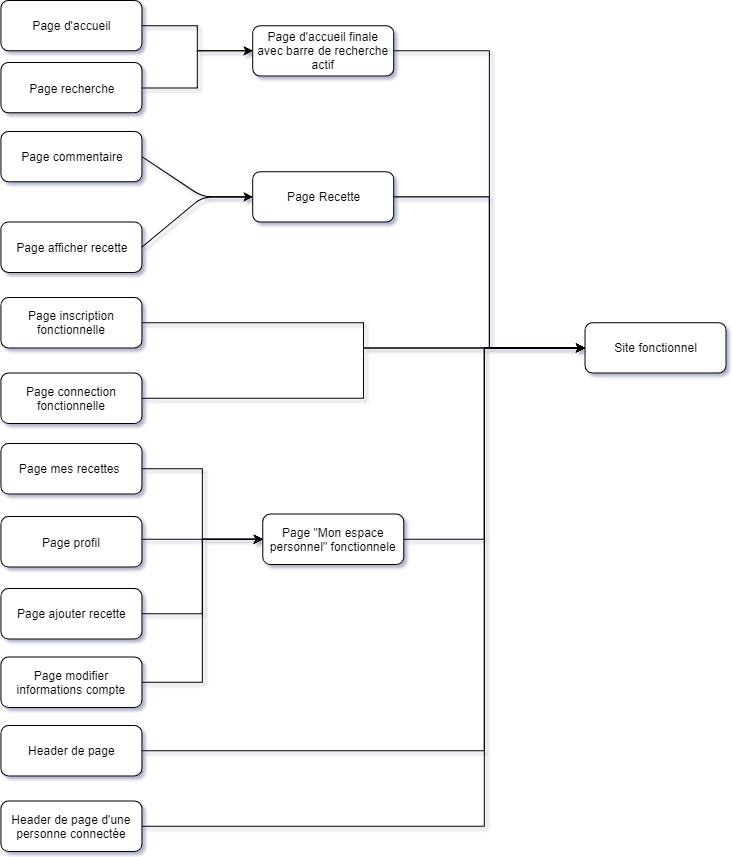 Page d'accueil
Page recherche
Page d'accueil finale
avec barre de recherche
actif
Page commentaire
Page afficher recette
Page Recette
Page inscription
fonctionnelle
Page connection
fonctionnelle
Site fonctionnel
Page mes recettes
Page profil
Page ajouter recette
Page modifier
informations compte
Page "Mon espace
personnel" fonctionnele
Header de page
Header de page d'une
personne connectée